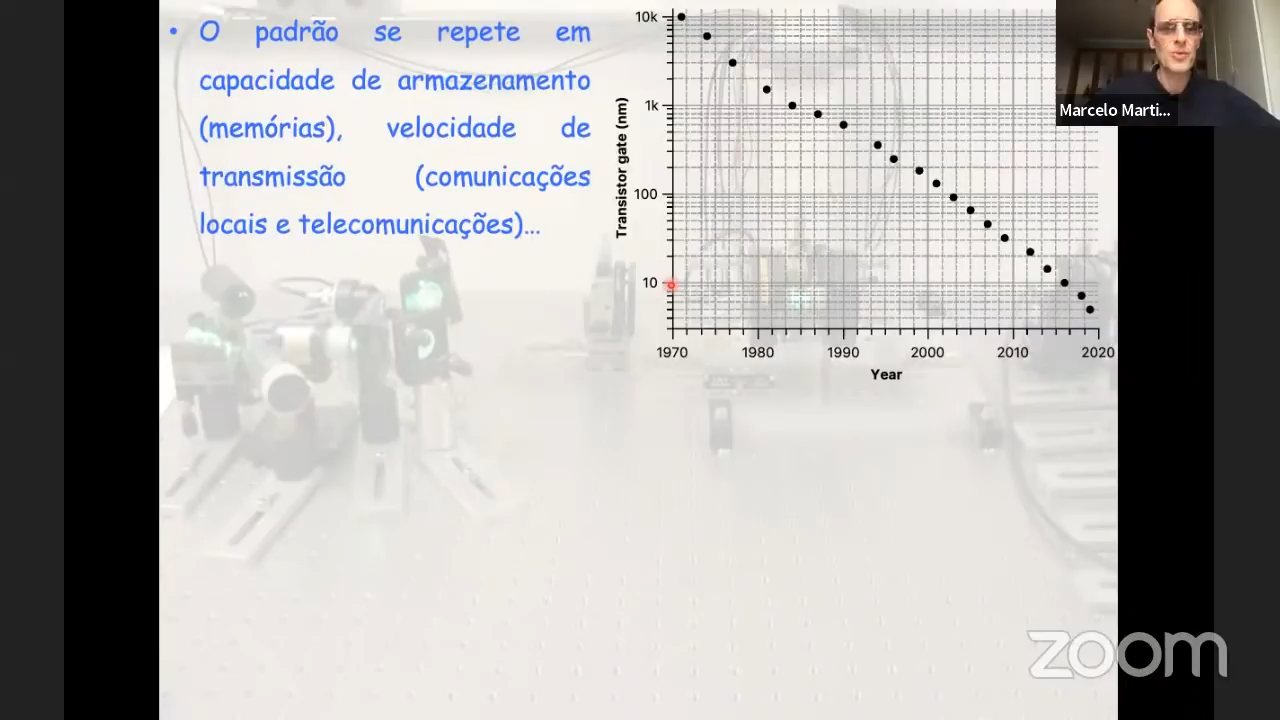 • O padrão se repete em
capacidade de armazenamento
(memórias), velocidade de
transmissão (comunicações
locais e telecomunicações)...
10k
1k
100
10
Transistor gate (nm)
1970 1980 1990 2000 2010 2020
Year
Marcelo Marti...
zoom